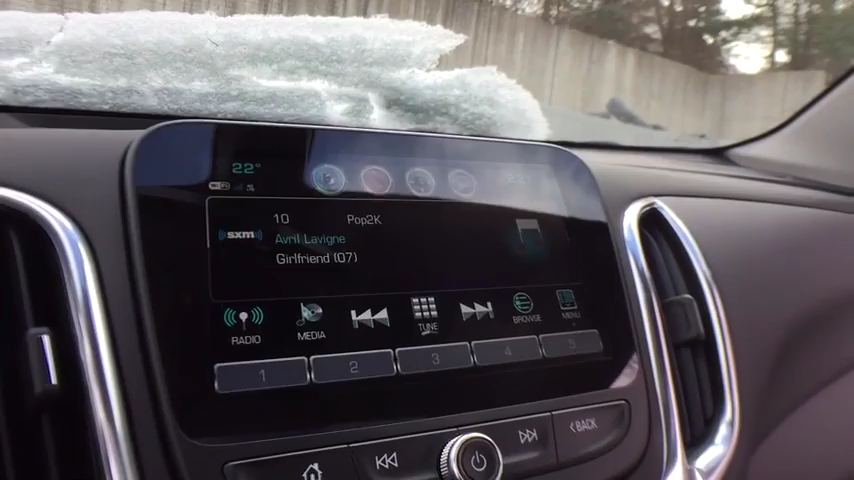 22°
WiFi
sxm
10 Pop2K
Avril Lavigne
Girlfriend (07)
RADIO
MEDIA
TUNE
BROWSE
MENU
1 2 3 4 5
<BACK